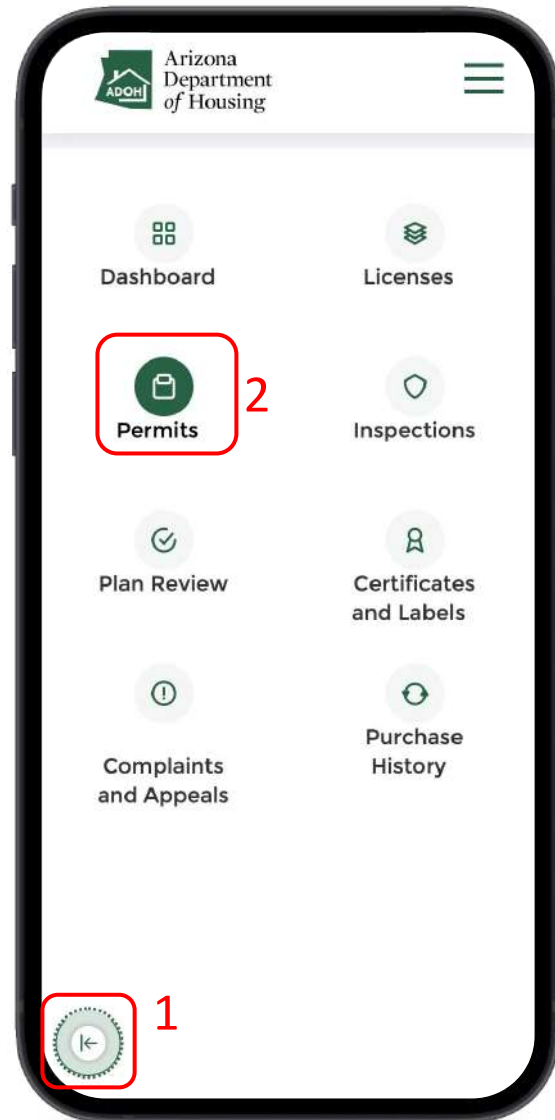 Arizona
Department
of Housing
ADOH
Dashboard
Licenses
Permits
2
Inspections
Plan Review
Certificates
and Labels
Complaints
and Appeals
Purchase
History
1